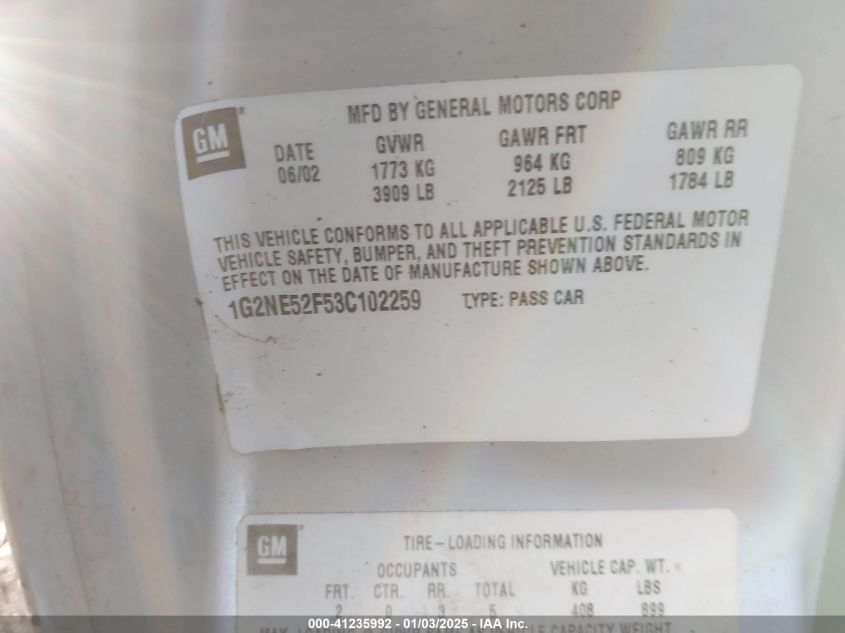 GM®
MFD BY GENERAL MOTORS CORP
DATE GVWR GAWR FRT GAWR RR
06/02 1773 KG 964 KG 809 KG
3909 LB 2125 LB 1784 LB
THIS VEHICLE CONFORMS TO ALL APPLICABLE U.S. FEDERAL MOTOR
VEHICLE SAFETY, BUMPER, AND THEFT PREVENTION STANDARDS IN
EFFECT ON THE DATE OF MANUFACTURE SHOWN ABOVE.
1G2NE52F53C102259 TYPE: PASS CAR
GM®
TIRE-LOADING INFORMATION
OCCUPANTS VEHICLE CAP. WT.
FRT. CTR. RR. TOTAL KG LBS
2 0 3 5 408 899
VEHICLE CAPACITY WEIGHT
000-41235992 - 01/03/2025 - IAA Inc.